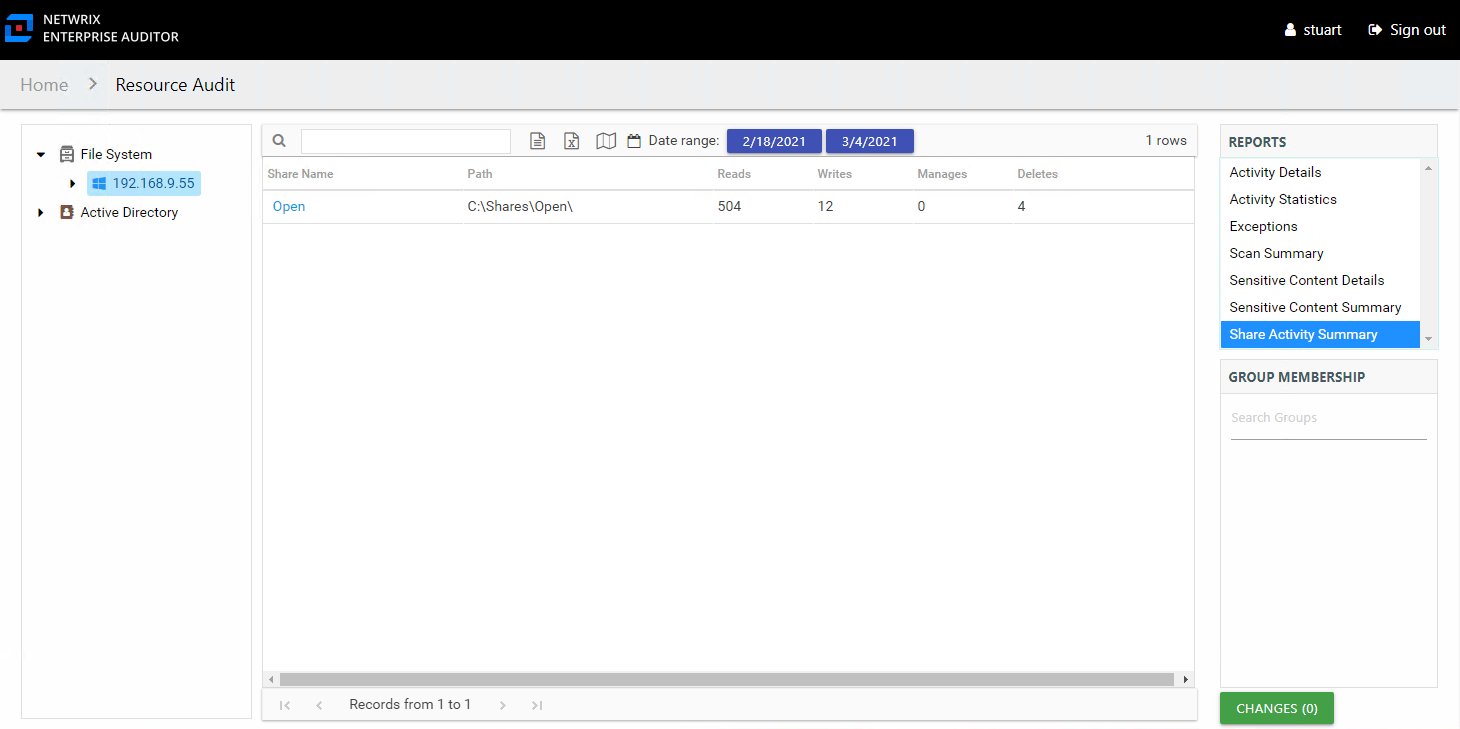 NETWRIX
ENTERPRISE AUDITOR
stuart
Sign out
Home
Resource Audit
File System
192.168.9.55
Active Directory
Date range:
2/18/2021
3/4/2021
1 rows
Share Name Path Reads Writes Manages Deletes
Open C:\Shares\Open\ 504 12 0 4
Records from 1 to 1
REPORTS
Activity Details
Activity Statistics
Exceptions
Scan Summary
Sensitive Content Details
Sensitive Content Summary
Share Activity Summary
GROUP MEMBERSHIP
Search Groups
CHANGES (0)